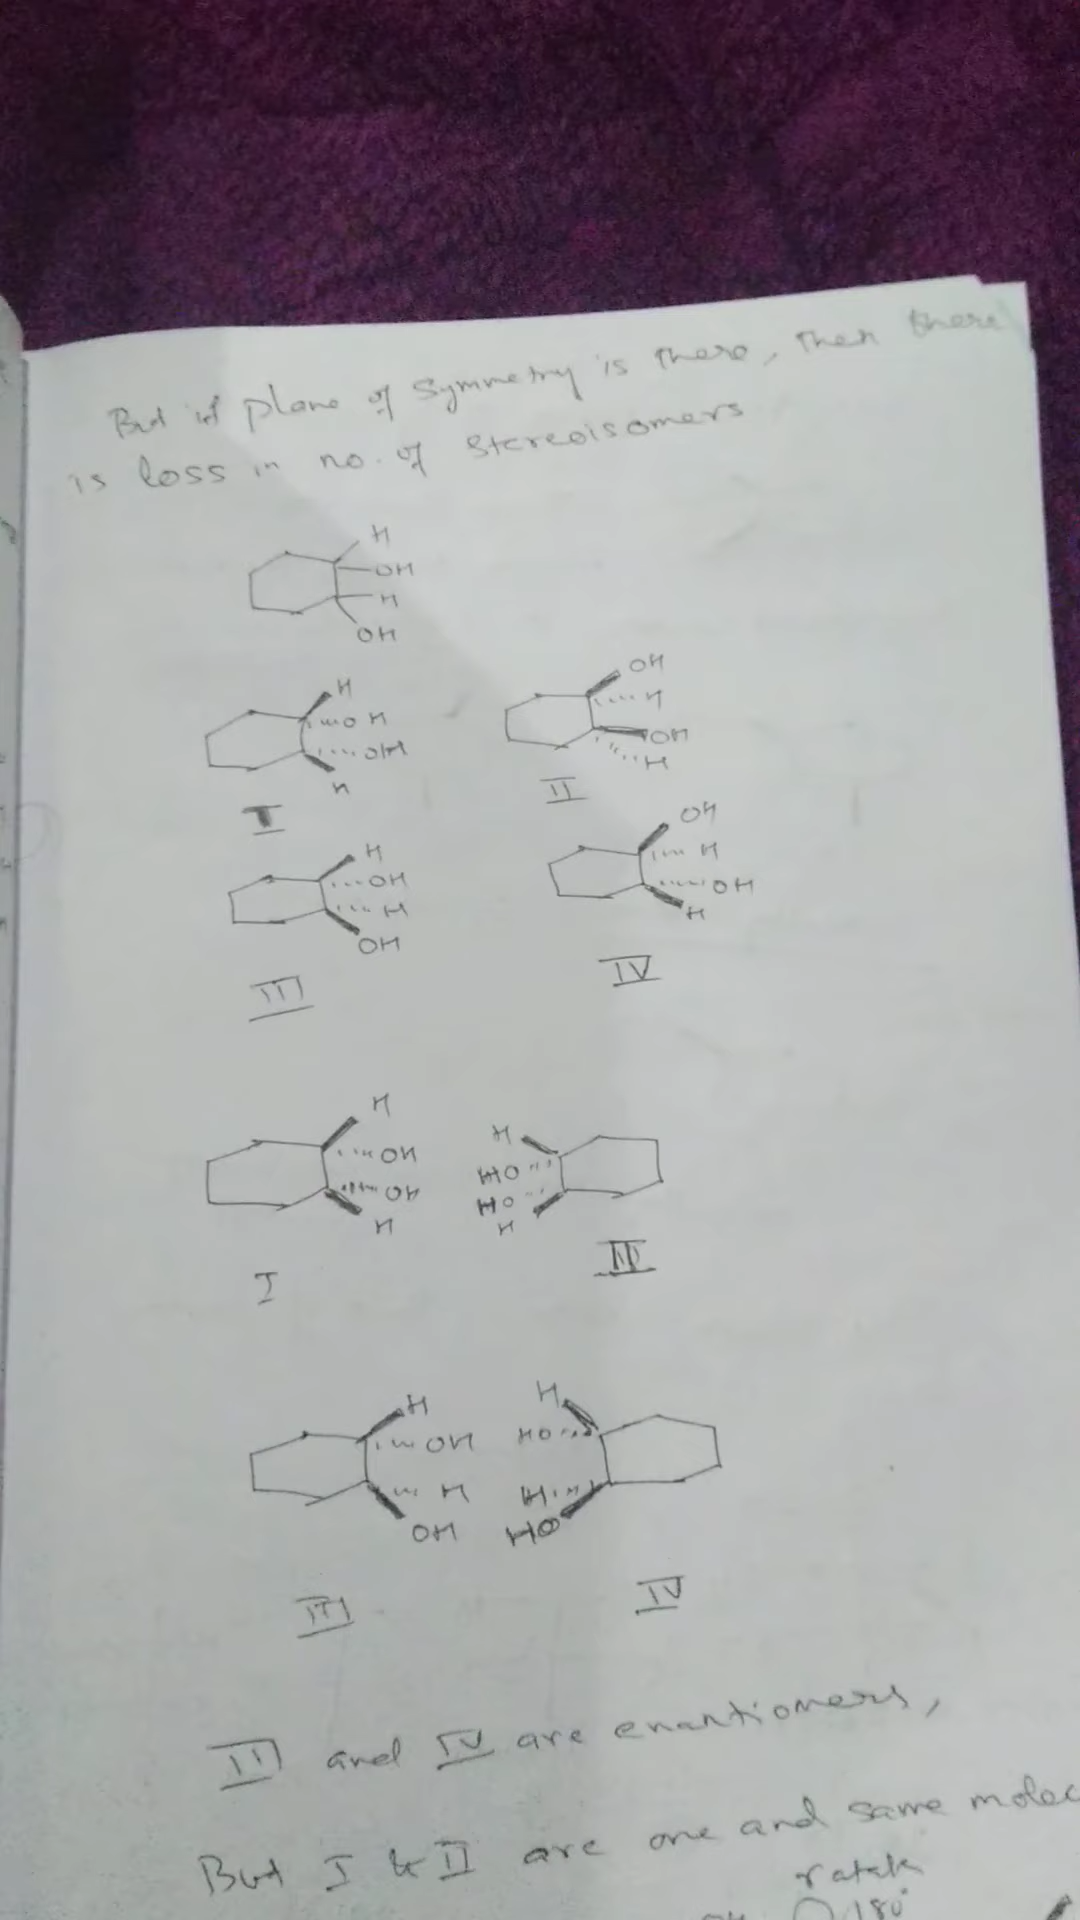 But if plane of symmetry is there, then there
is loss in no. of stereoisomers
H
OH
H
OH
H
OH
OH
H
I
OH
H
OH
H
II
H
OH
H
OH
III
OH
H
OH
H
IV
H
OH
OH
H
I
H
HO
HO
H
H
OH
H
OH
III
H
HO
H
HO
IV
III and IV are enantiomers,
But I & II are one and same molec
rotate
180°